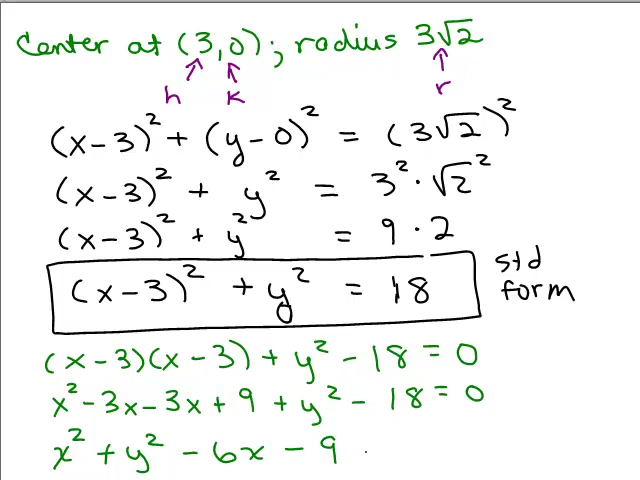 Center at (3, 0); radius 3√2
h k r
(x-3)² + (y-0)² = (3√2)²
(x-3)² + y² = 3² · √2²
(x-3)² + y² = 9 · 2
(x-3)² + y² = 18 std form
(x-3)(x-3) + y² - 18 = 0
x² - 3x - 3x + 9 + y² - 18 = 0
x² + y² - 6x - 9